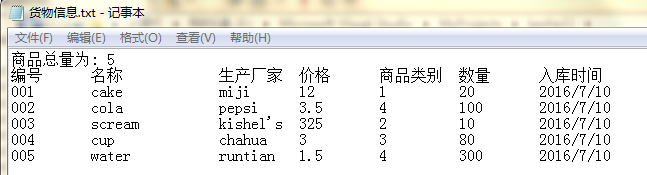 货物信息.txt - 记事本
文件(F) 编辑(E) 格式(O) 查看(V) 帮助(H)
商品总量为: 5
编号 名称 生产厂家 价格 商品类别 数量 入库时间
001 cake miji 12 1 20 2016/7/10
002 cola pepsi 3.5 4 100 2016/7/10
003 scream kishel's 325 2 10 2016/7/10
004 cup chahua 3 3 80 2016/7/10
005 water runtian 1.5 4 300 2016/7/10